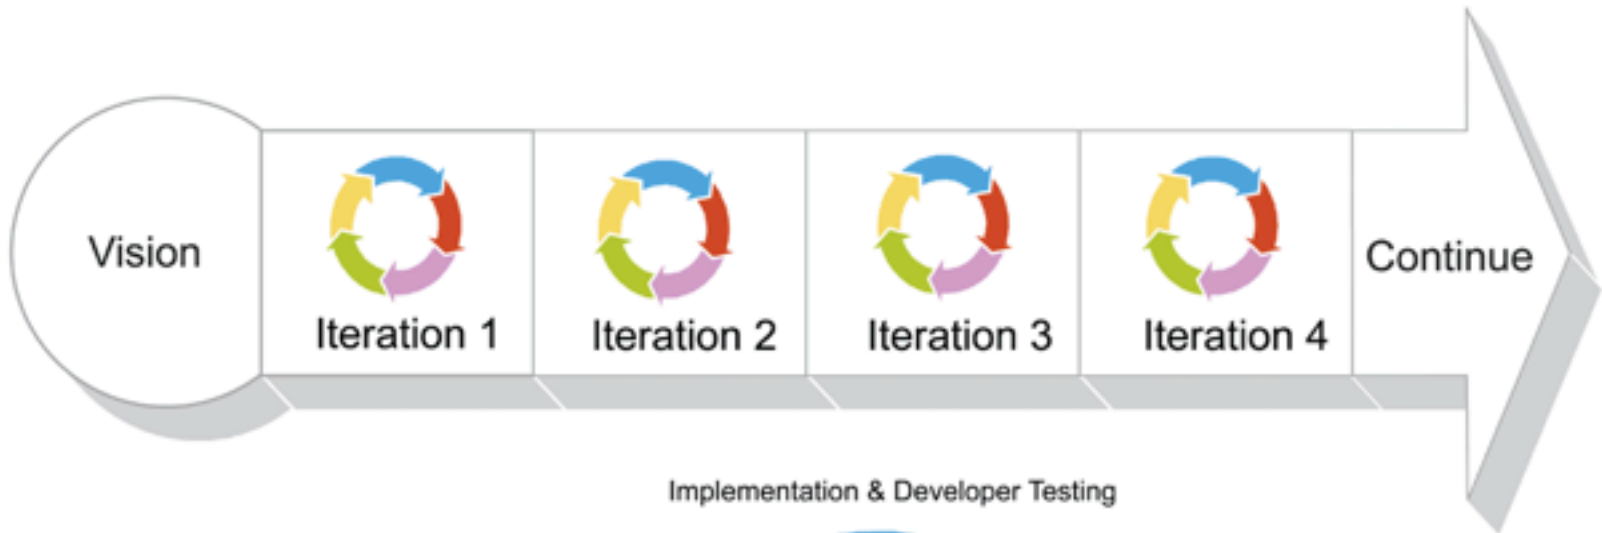 Vision
Iteration 1
Iteration 2
Iteration 3
Iteration 4
Continue
Implementation & Developer Testing